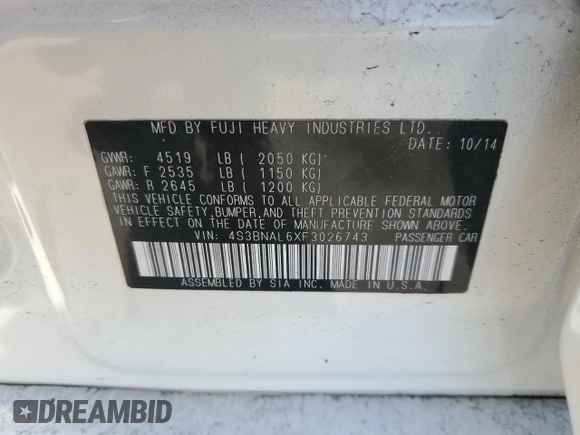 MFD BY FUJI HEAVY INDUSTRIES LTD.
DATE: 10/14
GVWR: 4519 LB ( 2050 KG)
GAWR: F 2535 LB ( 1150 KG)
GAWR: R 2645 LB ( 1200 KG)
THIS VEHICLE CONFORMS TO ALL APPLICABLE FEDERAL MOTOR
VEHICLE SAFETY, BUMPER, AND THEFT PREVENTION STANDARDS
IN EFFECT ON THE DATE OF MANUFACTURE SHOWN ABOVE.
VIN: 4S3BNAL6XF3026743 PASSENGER CAR
ASSEMBLED BY SIA INC. MADE IN U.S.A.
DREAMBID